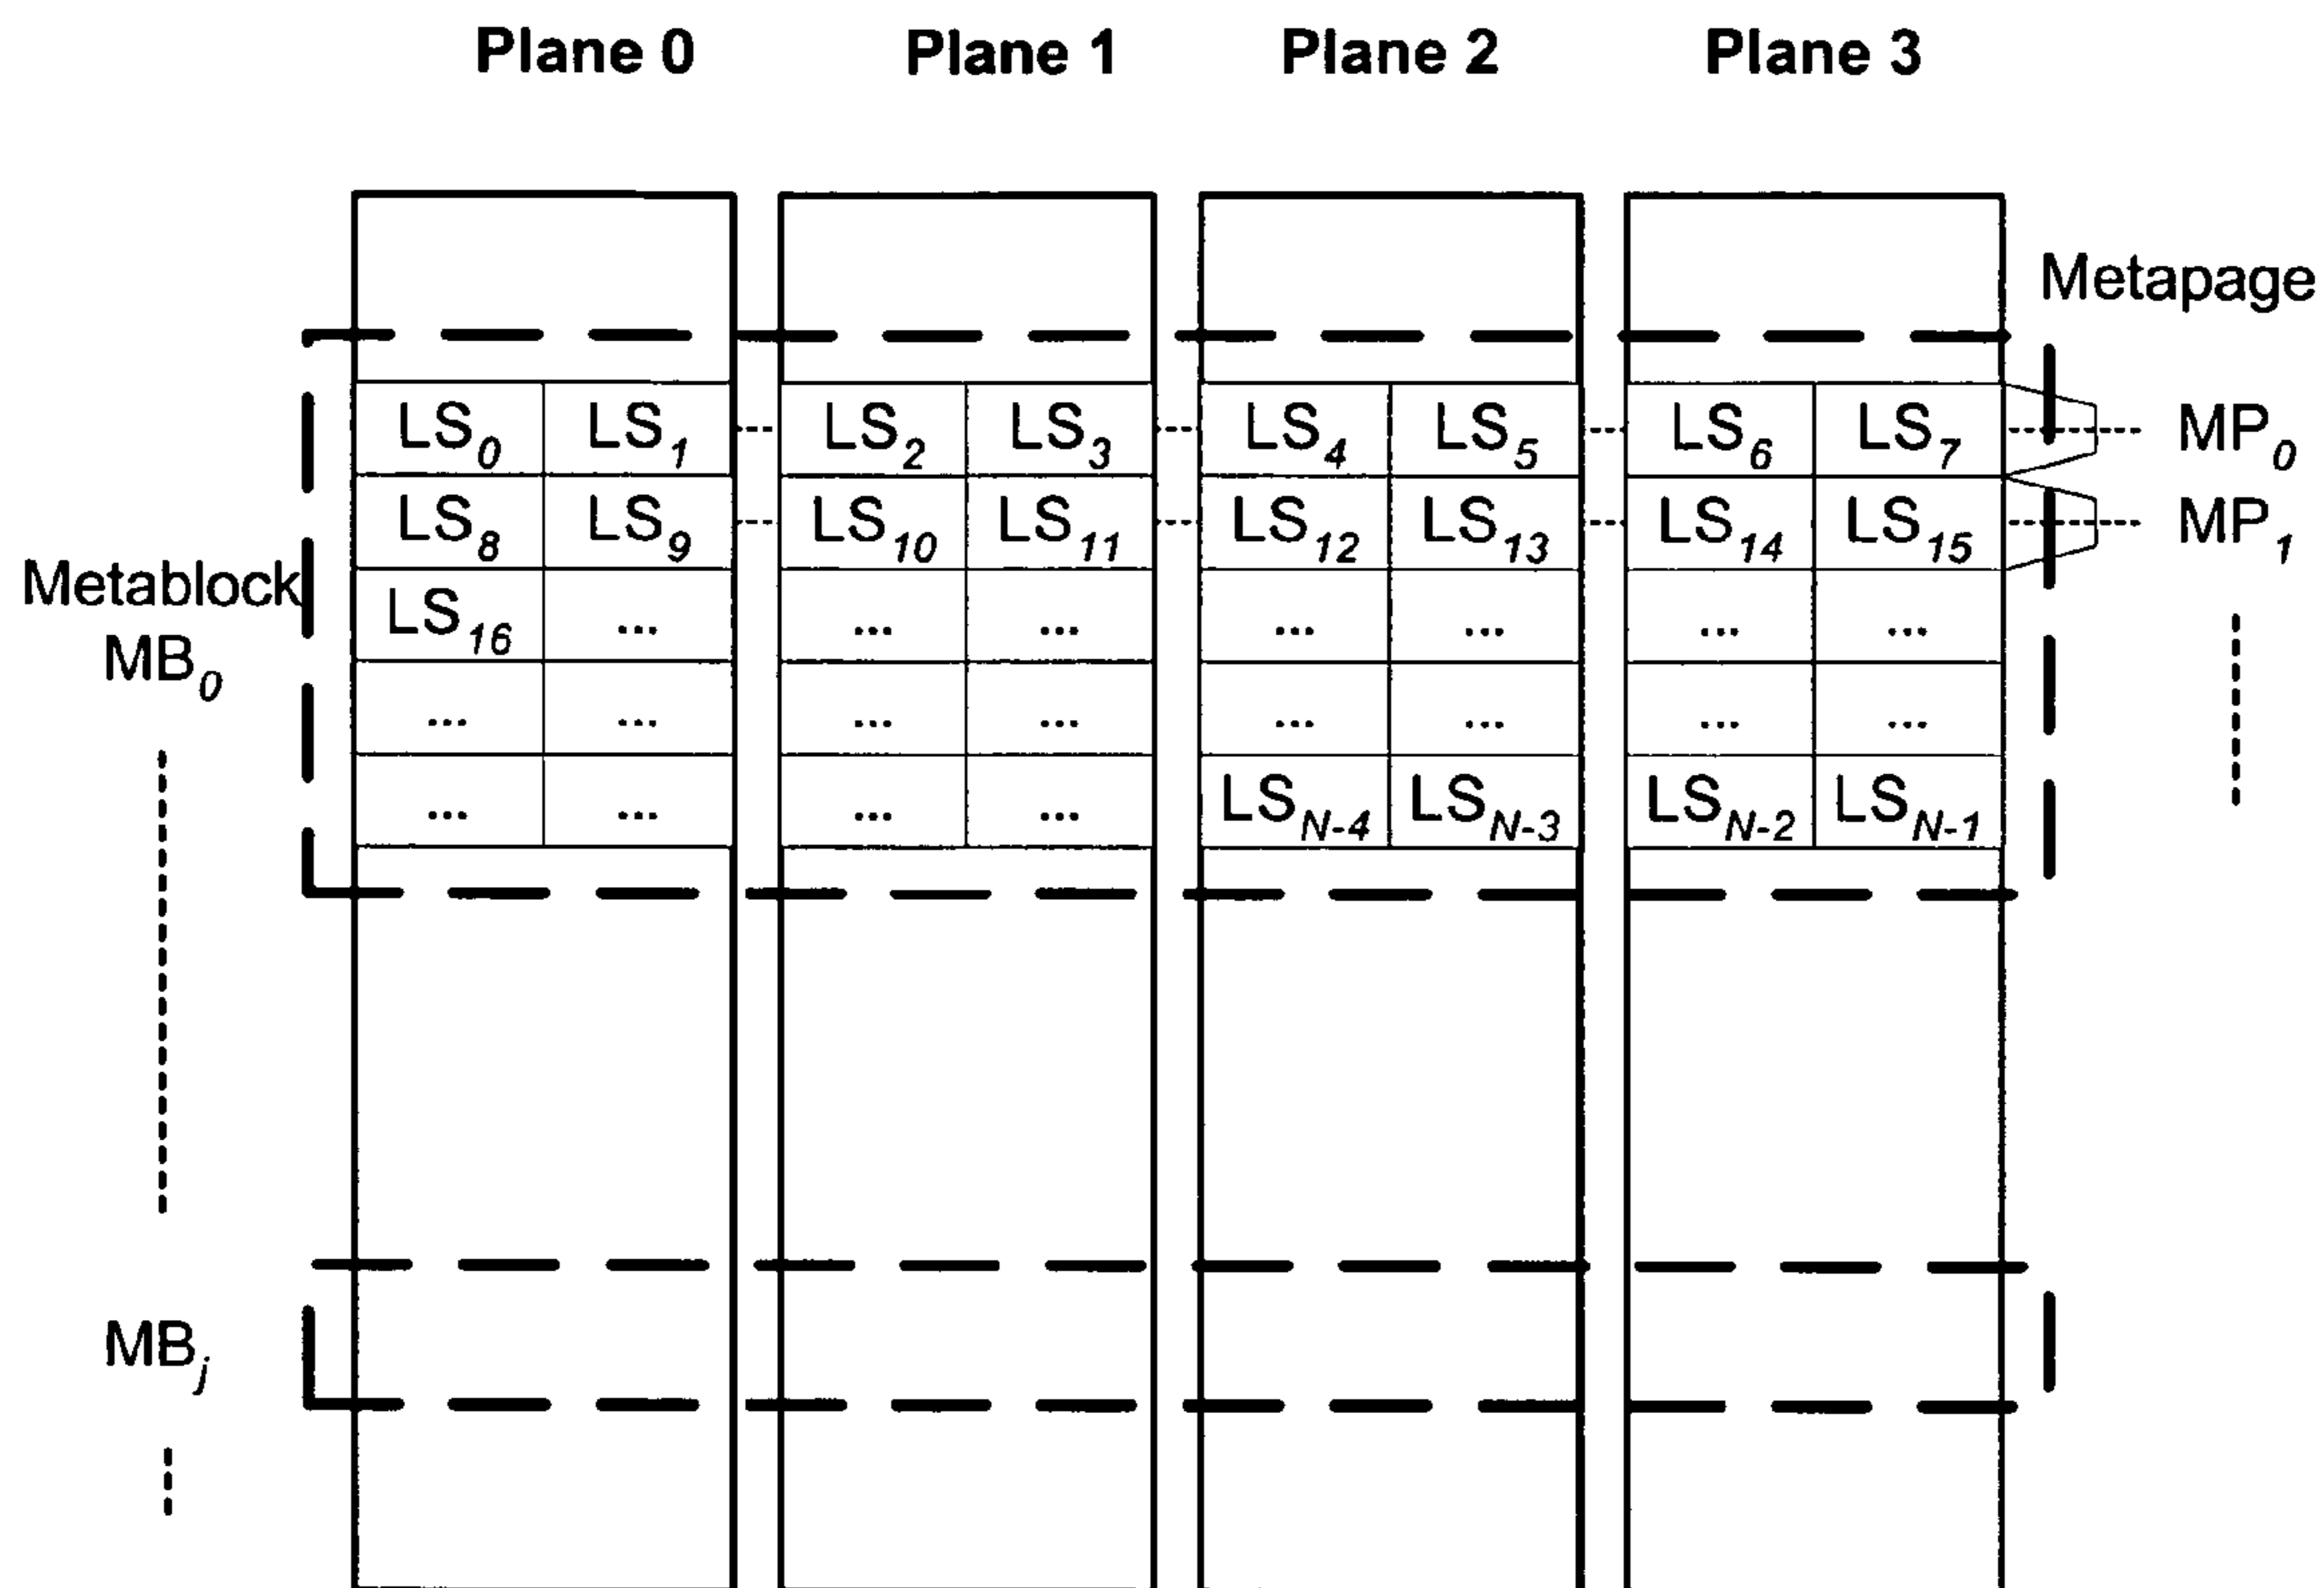 Plane 0 Plane 1 Plane 2 Plane 3
Metapage
LS0 LS1 LS2 LS3 LS4 LS5 LS6 LS7 MP0
LS8 LS9 LS10 LS11 LS12 LS13 LS14 LS15 MP1
Metablock
MB0
LS16 ... ... ... ... ... ... ...
... ... ... ... ... ... ... ...
... ... ... ... LSN-4 LSN-3 LSN-2 LSN-1
MBj